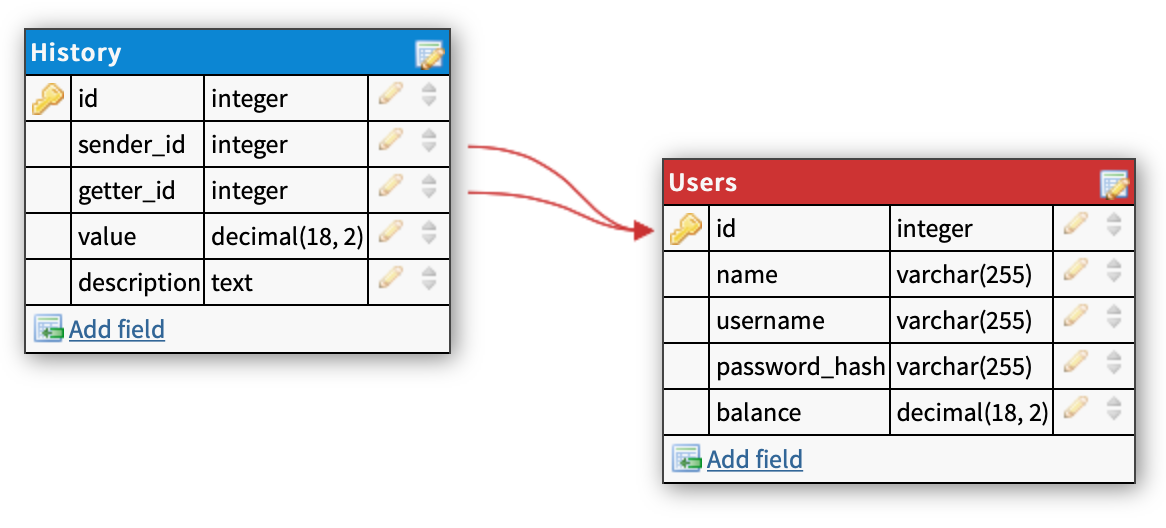 History
id integer
sender_id integer
getter_id integer
value decimal(18, 2)
description text
Add field
Users
id integer
name varchar(255)
username varchar(255)
password_hash varchar(255)
balance decimal(18, 2)
Add field